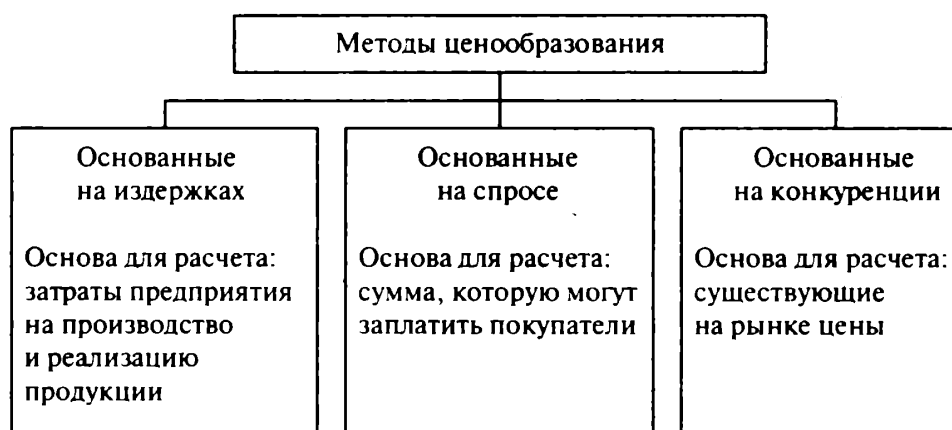 Методы ценообразования
Основанные
на издержках
Основа для расчета:
затраты предприятия
на производство
и реализацию
продукции
Основанные
на спросе
Основа для расчета:
сумма, которую могут
заплатить покупатели
Основанные
на конкуренции
Основа для расчета:
существующие
на рынке цены